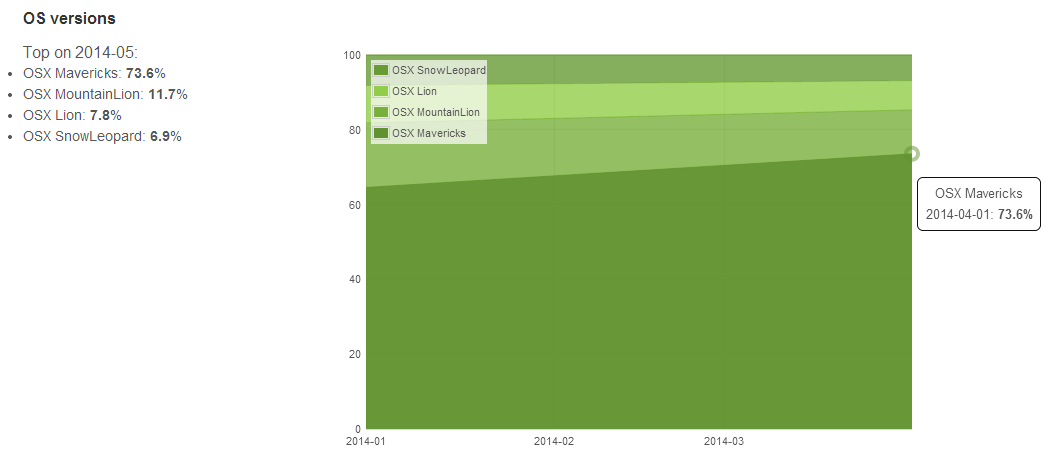 OS versions
Top on 2014-05:
OSX Mavericks: 73.6%
OSX MountainLion: 11.7%
OSX Lion: 7.8%
OSX SnowLeopard: 6.9%
100
80
60
40
20
0
OSX SnowLeopard
OSX Lion
OSX MountainLion
OSX Mavericks
OSX Mavericks
2014-04-01: 73.6%
2014-01
2014-02
2014-03